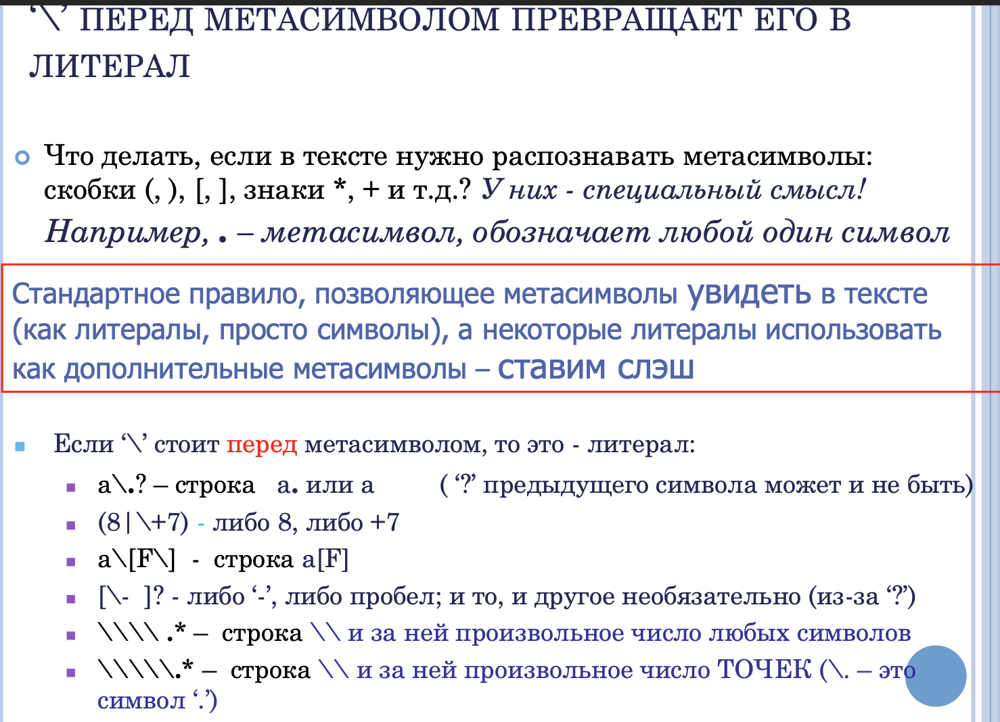 ‘\’ ПЕРЕД МЕТАСИМВОЛОМ ПРЕВРАЩАЕТ ЕГО В
ЛИТЕРАЛ
Что делать, если в тексте нужно распознавать метасимволы:
скобки (, ), [, ], знаки *, + и т.д.? У них - специальный смысл!
Например, . – метасимвол, обозначает любой один символ
Стандартное правило, позволяющее метасимволы увидеть в тексте
(как литералы, просто символы), а некоторые литералы использовать
как дополнительные метасимволы – ставим слэш
Если ‘\’ стоит перед метасимволом, то это - литерал:
a\.? – строка a. или a ( ‘?’ предыдущего символа может и не быть)
(8|\+7) - либо 8, либо +7
a\[F\] - строка a[F]
[\- ]? - либо ‘-’, либо пробел; и то, и другое необязательно (из-за ‘?’)
\\\\ .* – строка \\ и за ней произвольное число любых символов
\\\\\.* – строка \\ и за ней произвольное число ТОЧЕК (\. – это
символ ‘.’)